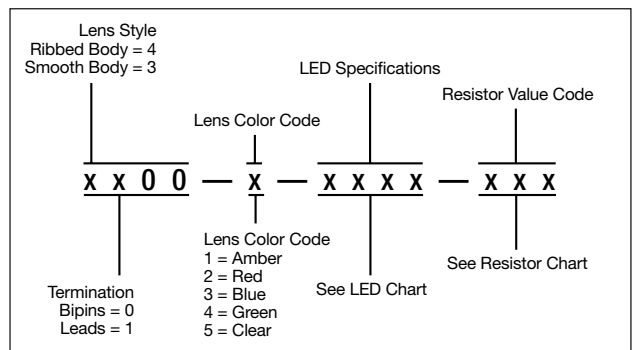 Lens Style
Ribbed Body = 4
Smooth Body = 3
LED Specifications
Resistor Value Code
Lens Color Code
x x 0 0 — x — x x x x — x x x
Lens Color Code
1 = Amber
2 = Red
3 = Blue
4 = Green
5 = Clear
See LED Chart
See Resistor Chart
Termination
Bipins = 0
Leads = 1